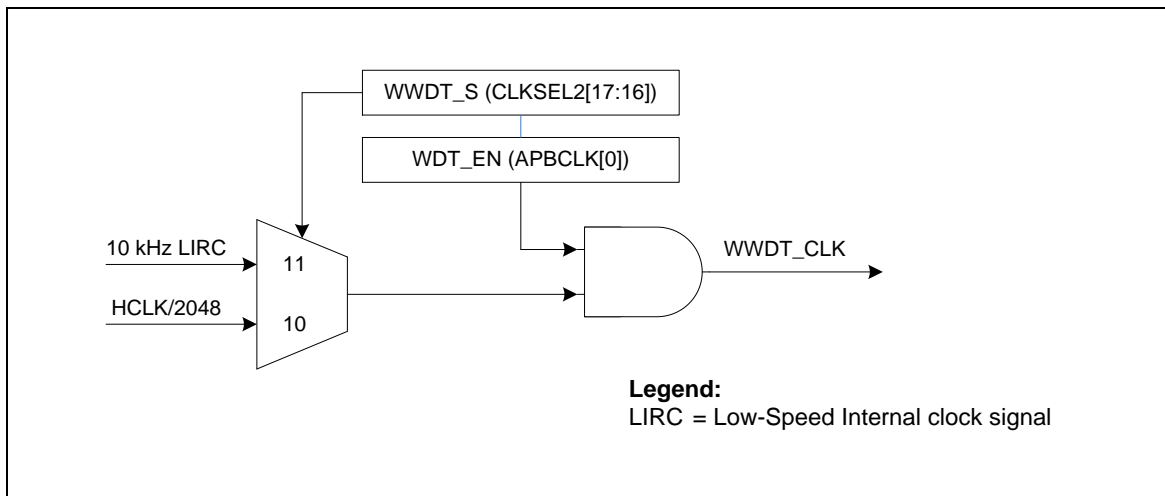 WWDT_S (CLKSEL2[17:16])
WDT_EN (APBCLK[0])
10 kHz LIRC
11
HCLK/2048
10
WWDT_CLK
Legend:
LIRC = Low-Speed Internal clock signal